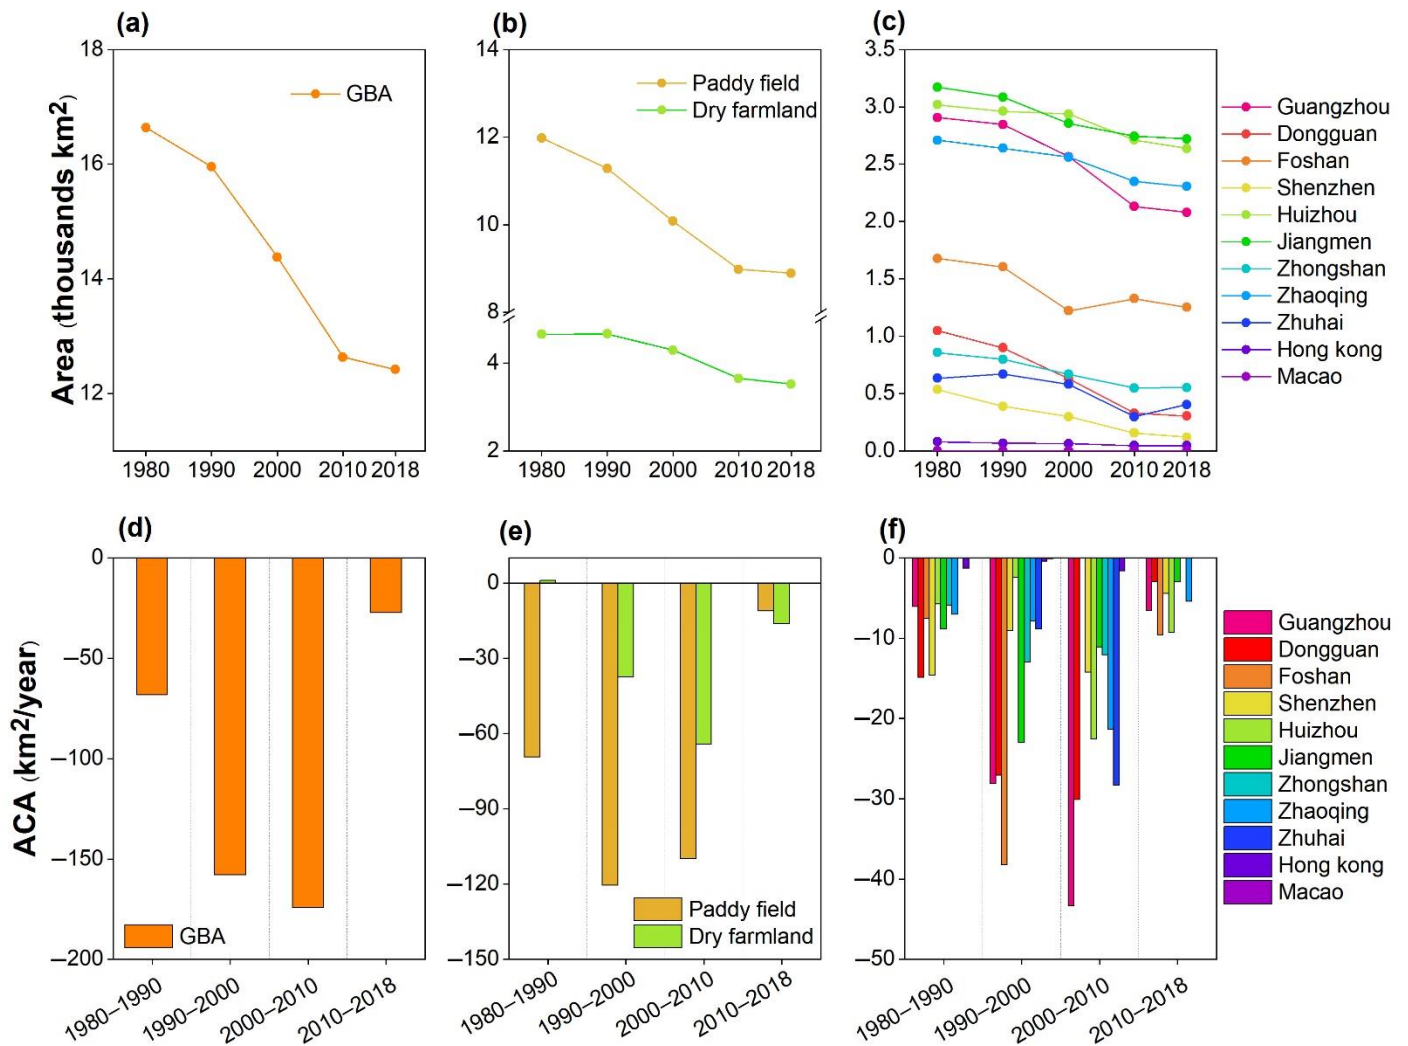 (a)
Area (thousands km²)
18
16
14
12
GBA
1980 1990 2000 2010 2018
(b)
14
12
10
8
4
2
Paddy field
Dry farmland
1980 1990 2000 2010 2018
(c)
3.5
3.0
2.5
2.0
1.5
1.0
0.5
0.0
1980 1990 2000 2010 2018
Guangzhou
Dongguan
Foshan
Shenzhen
Huizhou
Jiangmen
Zhongshan
Zhaoqing
Zhuhai
Hong kong
Macao
(d)
ACA (km²/year)
0
−50
−100
−150
−200
GBA
1980−1990
1990−2000
2000−2010
2010−2018
(e)
0
−30
−60
−90
−120
−150
Paddy field
Dry farmland
1980−1990
1990−2000
2000−2010
2010−2018
(f)
0
−10
−20
−30
−40
−50
1980−1990
1990−2000
2000−2010
2010−2018
Guangzhou
Dongguan
Foshan
Shenzhen
Huizhou
Jiangmen
Zhongshan
Zhaoqing
Zhuhai
Hong kong
Macao